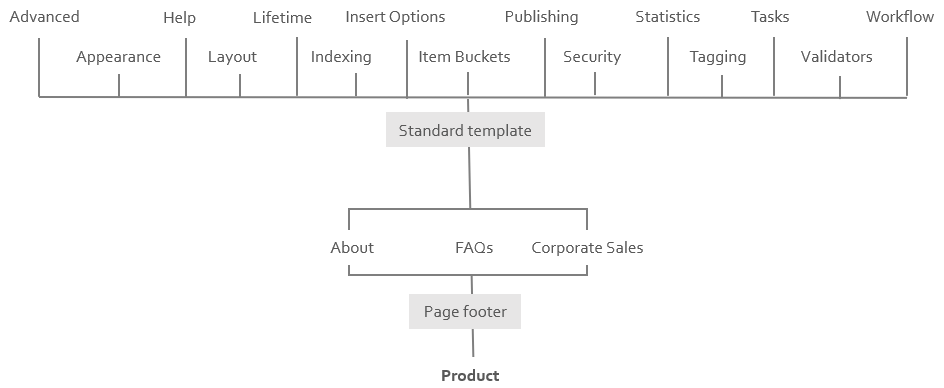 Advanced Help Lifetime Insert Options Publishing Statistics Tasks Workflow
Appearance Layout Indexing Item Buckets Security Tagging Validators
Standard template
About FAQs Corporate Sales
Page footer
Product